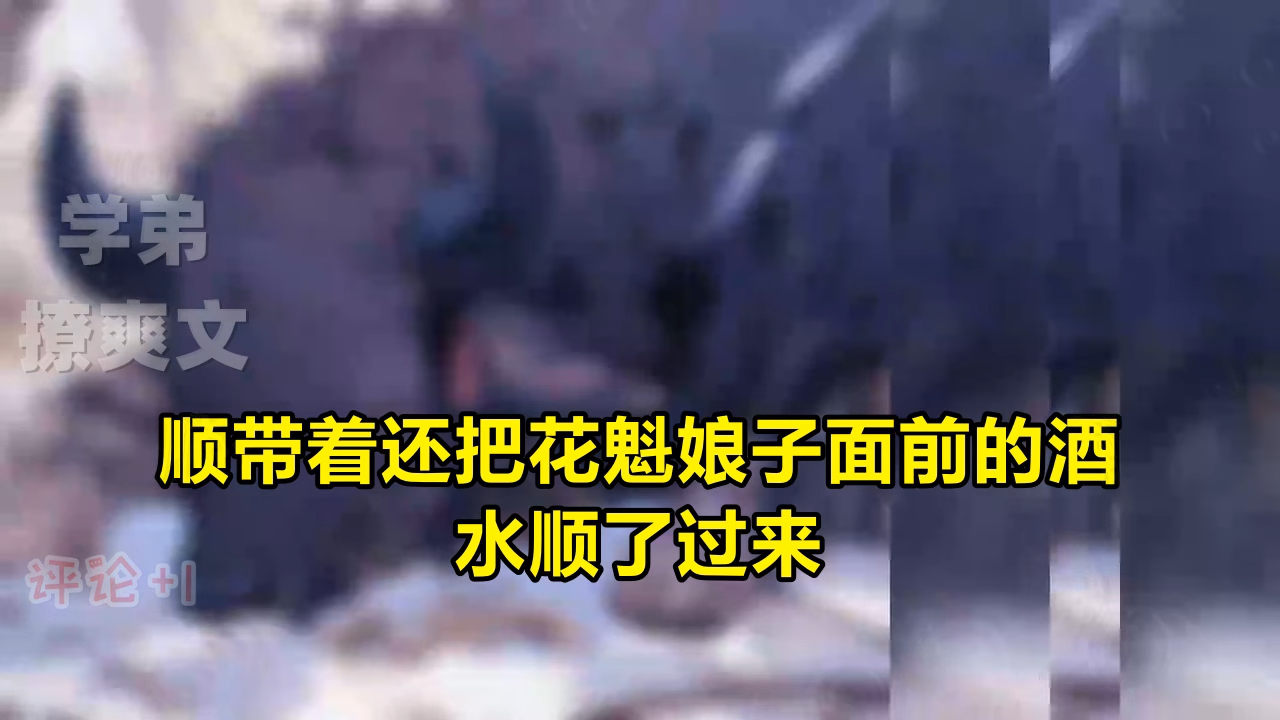 学弟
撩爽文
顺带着还把花魁娘子面前的酒
水顺了过来
评论+1